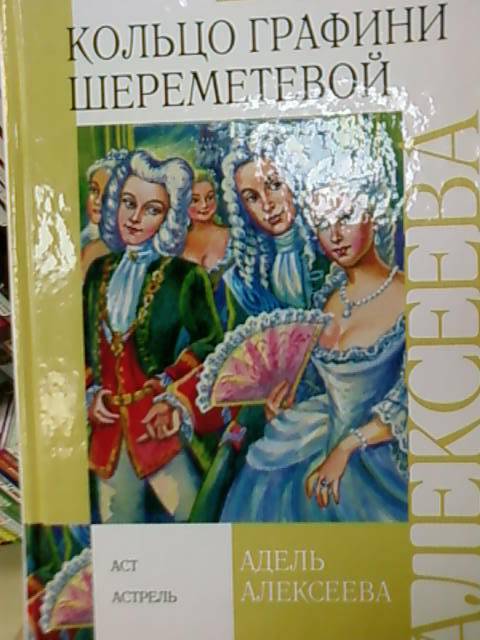 КОЛЬЦО ГРАФИНИ
ШЕРЕМЕТЕВОЙ
АЛЕКСЕЕВА
АСТ
АСТРЕЛЬ
АДЕЛЬ
АЛЕКСЕЕВА